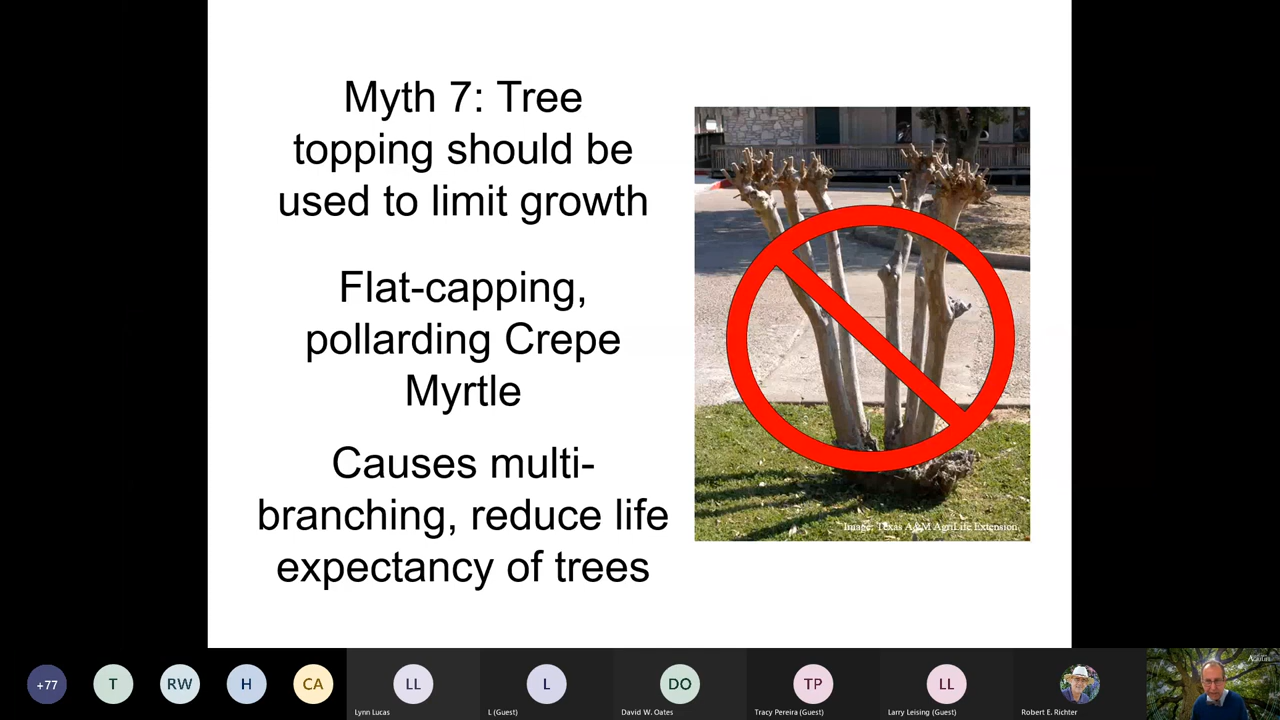 Myth 7: Tree
topping should be
used to limit growth
Flat-capping,
pollarding Crepe
Myrtle
Causes multi-
branching, reduce life
expectancy of trees
Image: Texas A&M AgriLife Extension
+77
T
RW
H
CA
LL
L
DO
TP
LL
Lynn Lucas
L (Guest)
David W. Oates
Tracy Pereira (Guest)
Larry Leising (Guest)
Robert E. Richter